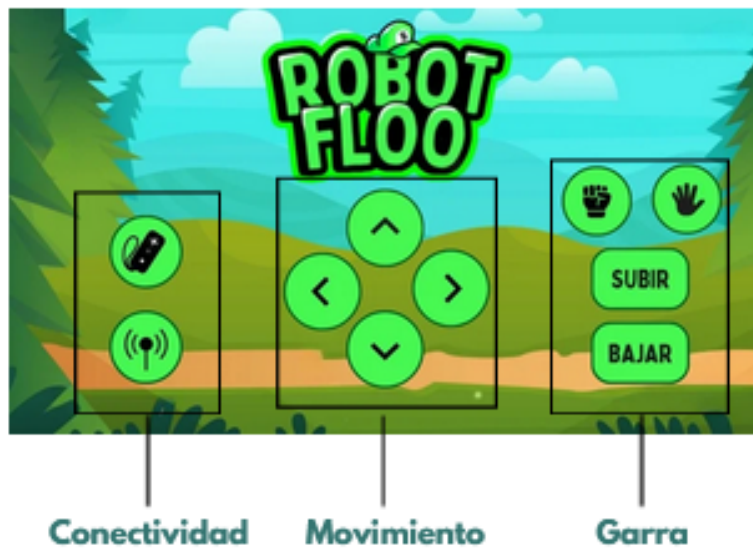 ROBOT
FLOO
SUBIR
BAJAR
Conectividad
Movimiento
Garra